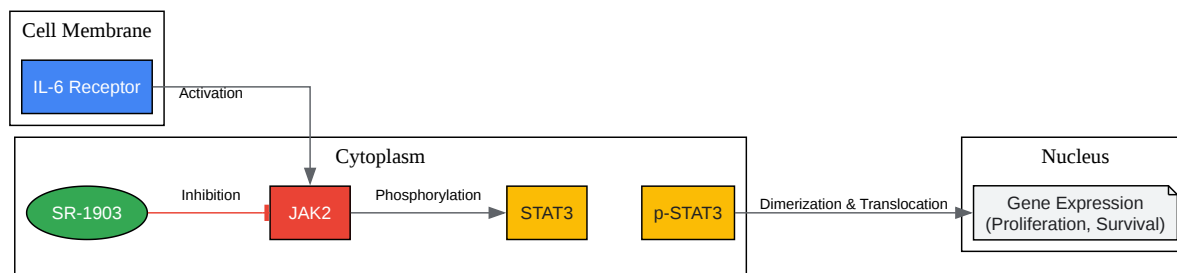 Cell Membrane
IL-6 Receptor
Activation
Cytoplasm
Nucleus
SR-1903
Inhibition
JAK2
Phosphorylation
STAT3
p-STAT3
Dimerization & Translocation
Gene Expression
(Proliferation, Survival)